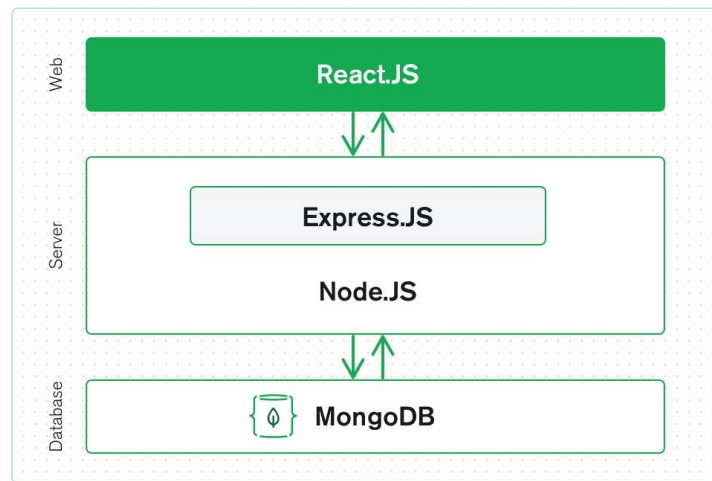 Web
React.JS
Server
Express.JS
Node.JS
Database
MongoDB